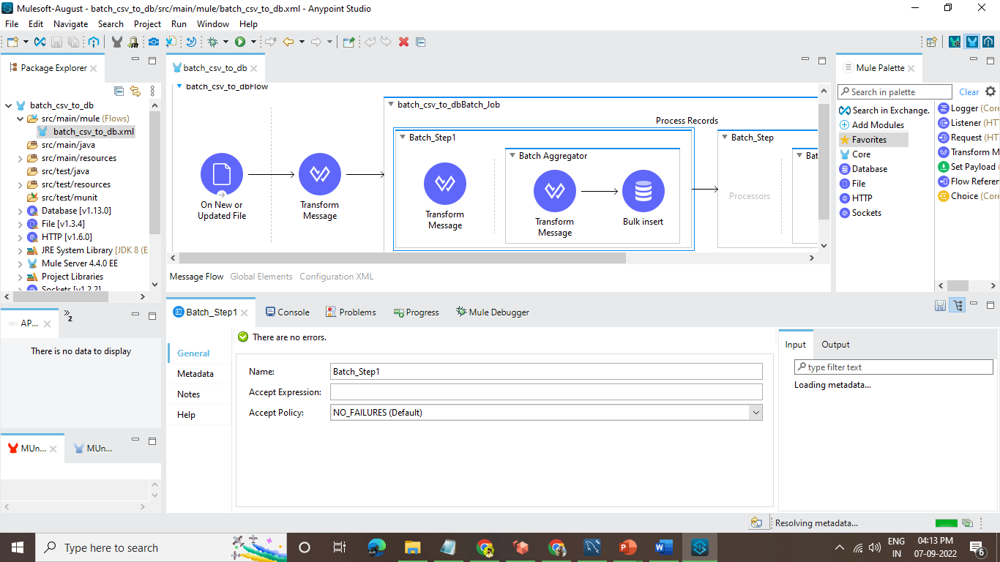 Mulesoft-August - batch_csv_to_db/src/main/mule/batch_csv_to_db.xml - Anypoint Studio
File Edit Navigate Search Project Run Window Help
Package Explorer
batch_csv_to_db
src/main/mule (Flows)
batch_csv_to_db.xml
src/main/java
src/main/resources
src/test/java
src/test/resources
src/test/munit
Database [v1.13.0]
File [v1.3.4]
HTTP [v1.6.0]
JRE System Library [JDK 8 (E
Mule Server 4.4.0 EE
Project Libraries
Sockets [v1.2.2]
AP...
2
There is no data to display
MUn...
MUn...
batch_csv_to_db
batch_csv_to_dbFlow
batch_csv_to_dbBatch_Job
Process Records
Batch_Step1
Batch_Step
Batch Aggregator
Bat
On New or
Updated File
Transform
Message
Transform
Message
Transform
Message
Bulk insert
Processors
Message Flow Global Elements Configuration XML
Mule Palette
Search in palette
Clear
Search in Exchange.
Add Modules
Favorites
Core
Database
File
HTTP
Sockets
Logger (Core
Listener (HT
Request (HT
Transform M
Set Payload (
Flow Referen
Choice (Core
Batch_Step1 Console Problems Progress Mule Debugger
There are no errors.
General
Metadata
Notes
Help
Name: Batch_Step1
Accept Expression:
Accept Policy: NO_FAILURES (Default)
Input Output
type filter text
Loading metadata...
Resolving metadata...
Type here to search
ENG
IN
04:13 PM
07-09-2022
6